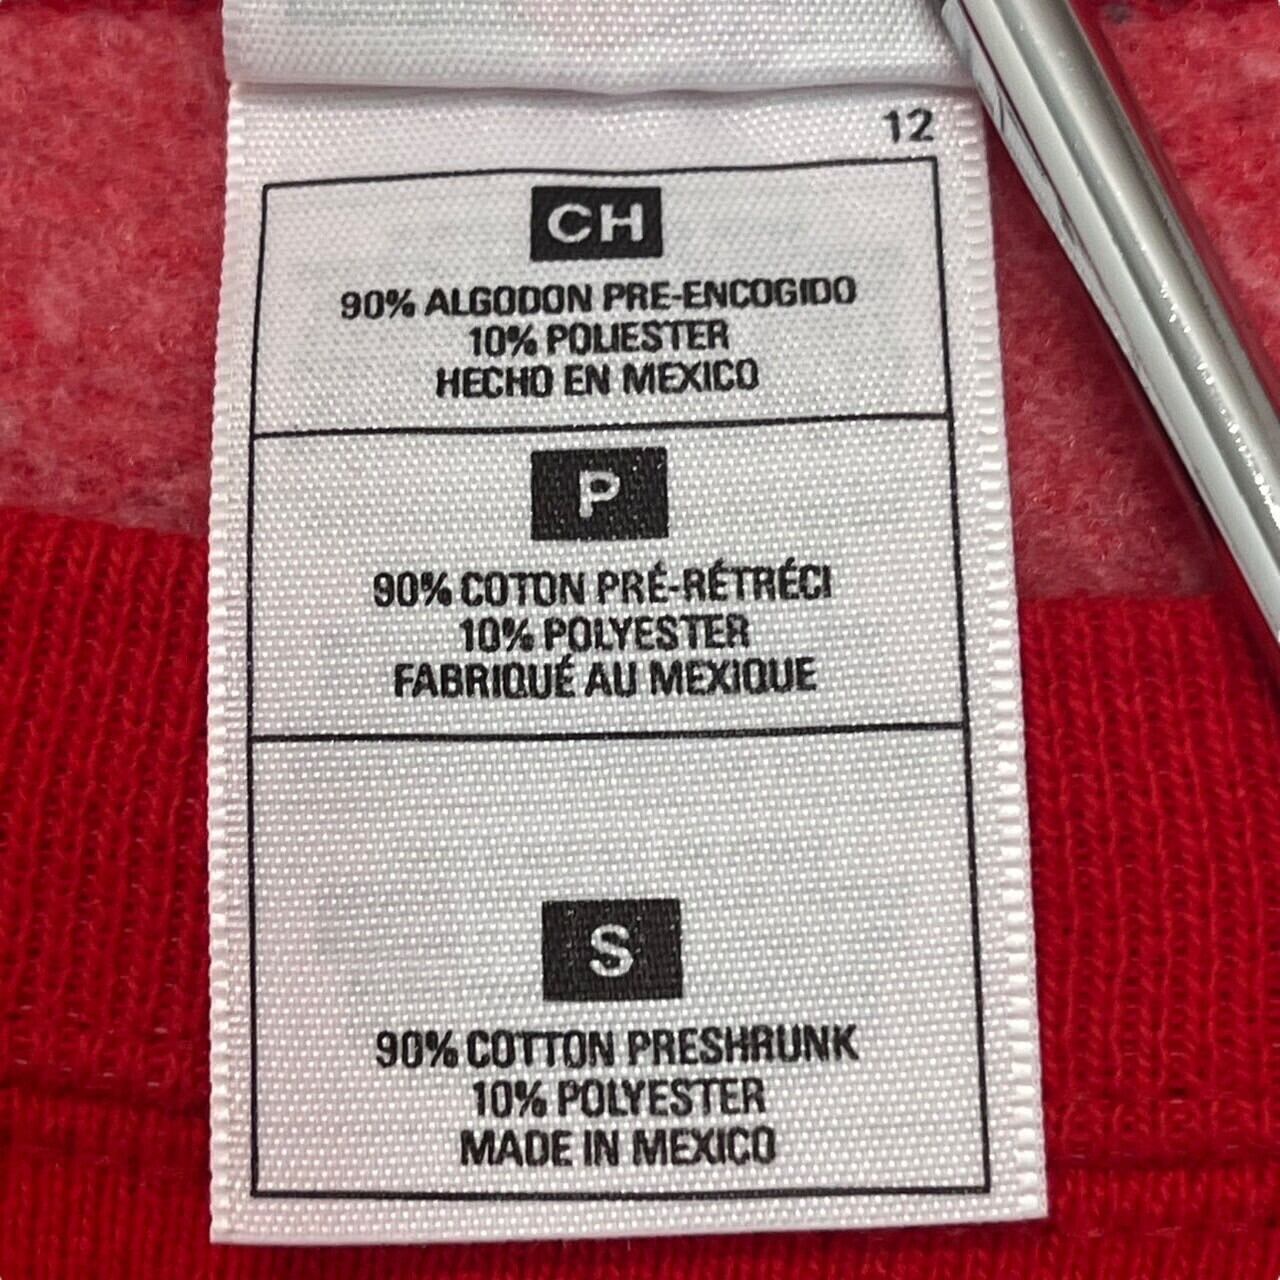 12
CH
90% ALGODON PRE-ENCOGIDO
10% POLIESTER
HECHO EN MEXICO
P
90% COTON PRÉ-RÉTRÉCI
10% POLYESTER
FABRIQUÉ AU MEXIQUE
S
90% COTTON PRESHRUNK
10% POLYESTER
MADE IN MEXICO